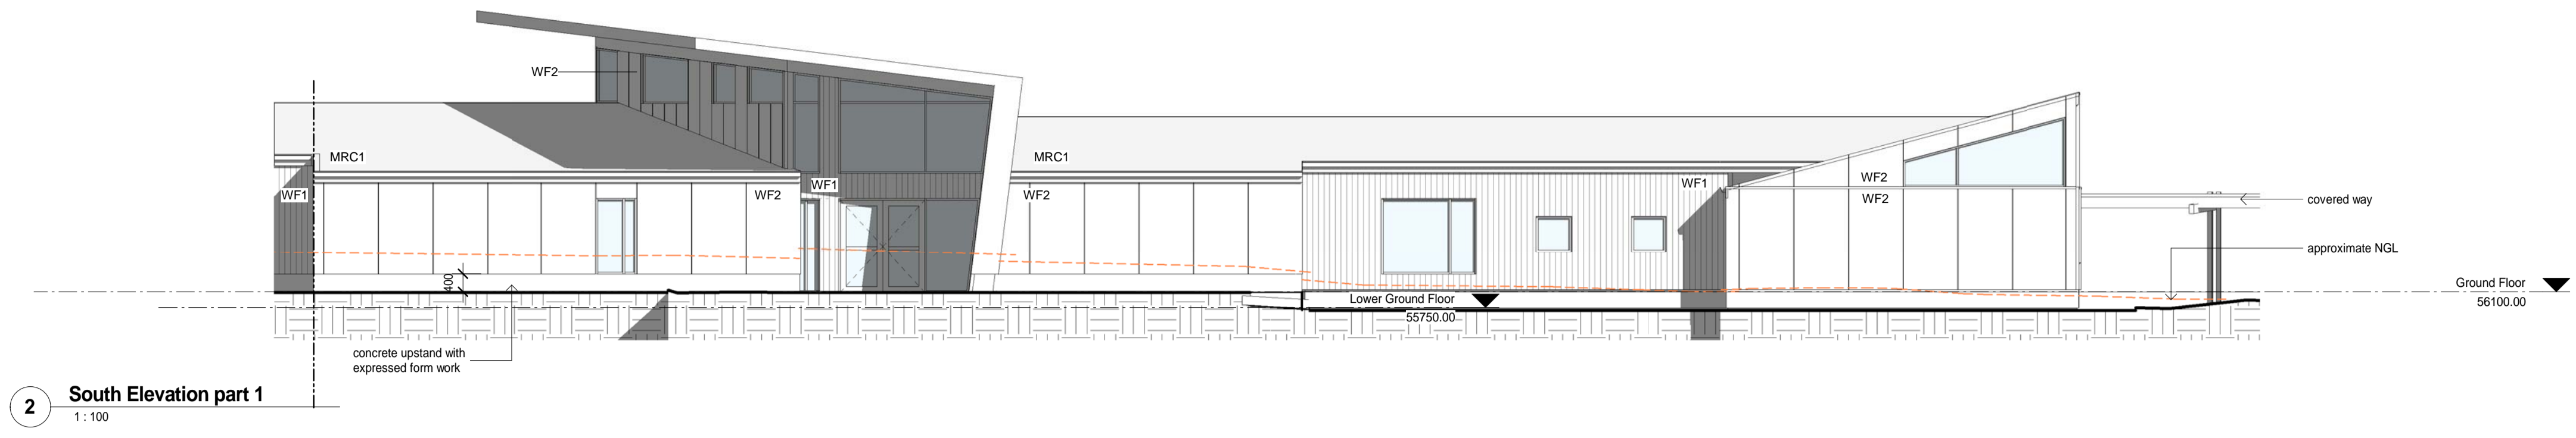 WF2
MRC1
MRC1
WF1
WF2
WF1
WF2
WF1
WF2
WF2
covered way
approximate NGL
400
Ground Floor
56100.00
Lower Ground Floor
55750.00
concrete upstand with
expressed form work
2
South Elevation part 1
1 : 100